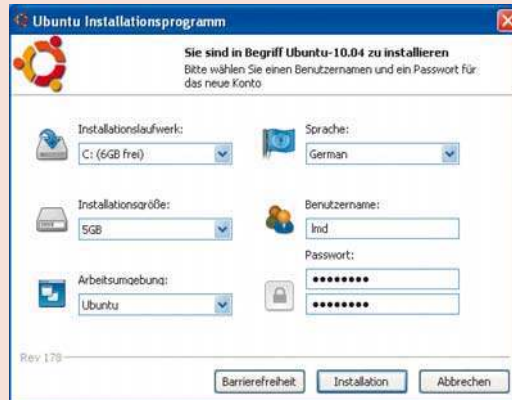 Ubuntu Installationsprogramm
Sie sind in Begriff Ubuntu-10.04 zu installieren
Bitte wählen Sie einen Benutzernamen und ein Passwort für
das neue Konto
Installationslaufwerk:
C: (6GB frei)
Sprache:
German
Installationsgröße:
5GB
Benutzername:
lmd
Passwort:
●●●●●●●●
●●●●●●●●
Arbeitsumgebung:
Ubuntu
Rev 178
Barrierefreiheit
Installation
Abbrechen